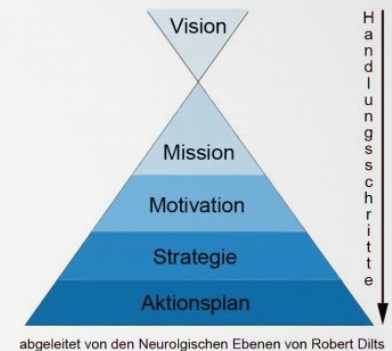 Vision
Mission
Motivation
Strategie
Aktionsplan
Handlungsschritte
abgeleitet von den Neurolgischen Ebenen von Robert Dilts